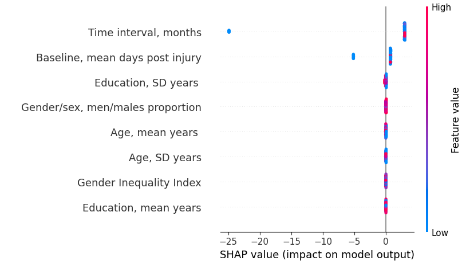 High
Time interval, months
Baseline, mean days post injury
Education, SD years
Gender/sex, men/males proportion
Age, mean years
Age, SD years
Gender Inequality Index
Education, mean years
Feature value
Low
−25 −20 −15 −10 −5 0
SHAP value (impact on model output)